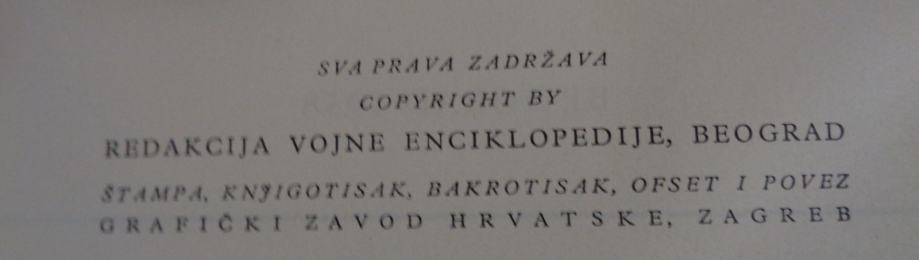 SVA PRAVA ZADRŽAVA
COPYRIGHT BY
REDAKCIJA VOJNE ENCIKLOPEDIJE, BEOGRAD
ŠTAMPA, KNJIGOTISAK, BAKROTISAK, OFSET I POVEZ
GRAFIČKI ZAVOD HRVATSKE, ZAGREB